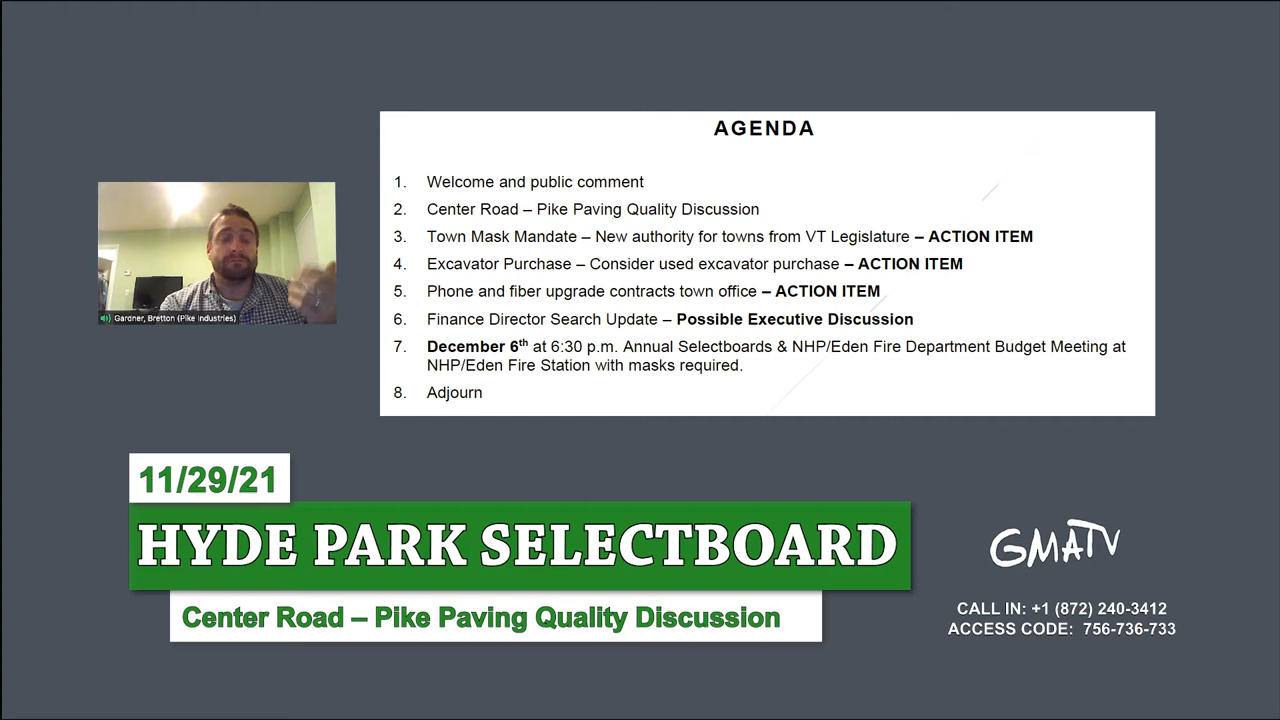 AGENDA
1. Welcome and public comment
2. Center Road – Pike Paving Quality Discussion
3. Town Mask Mandate – New authority for towns from VT Legislature – ACTION ITEM
4. Excavator Purchase – Consider used excavator purchase – ACTION ITEM
5. Phone and fiber upgrade contracts town office – ACTION ITEM
6. Finance Director Search Update – Possible Executive Discussion
7. December 6th at 6:30 p.m. Annual Selectboards & NHP/Eden Fire Department Budget Meeting at
NHP/Eden Fire Station with masks required.
8. Adjourn
Gardner, Bretton (Pike Industries)
11/29/21
HYDE PARK SELECTBOARD
Center Road – Pike Paving Quality Discussion
GMATV
CALL IN: +1 (872) 240-3412
ACCESS CODE: 756-736-733